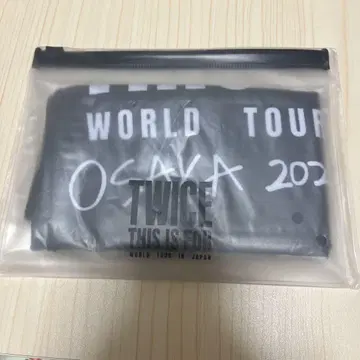 WORLD TOUR
OSAKA 202
TWICE
THIS IS FOR
WORLD TOUR IN JAPAN